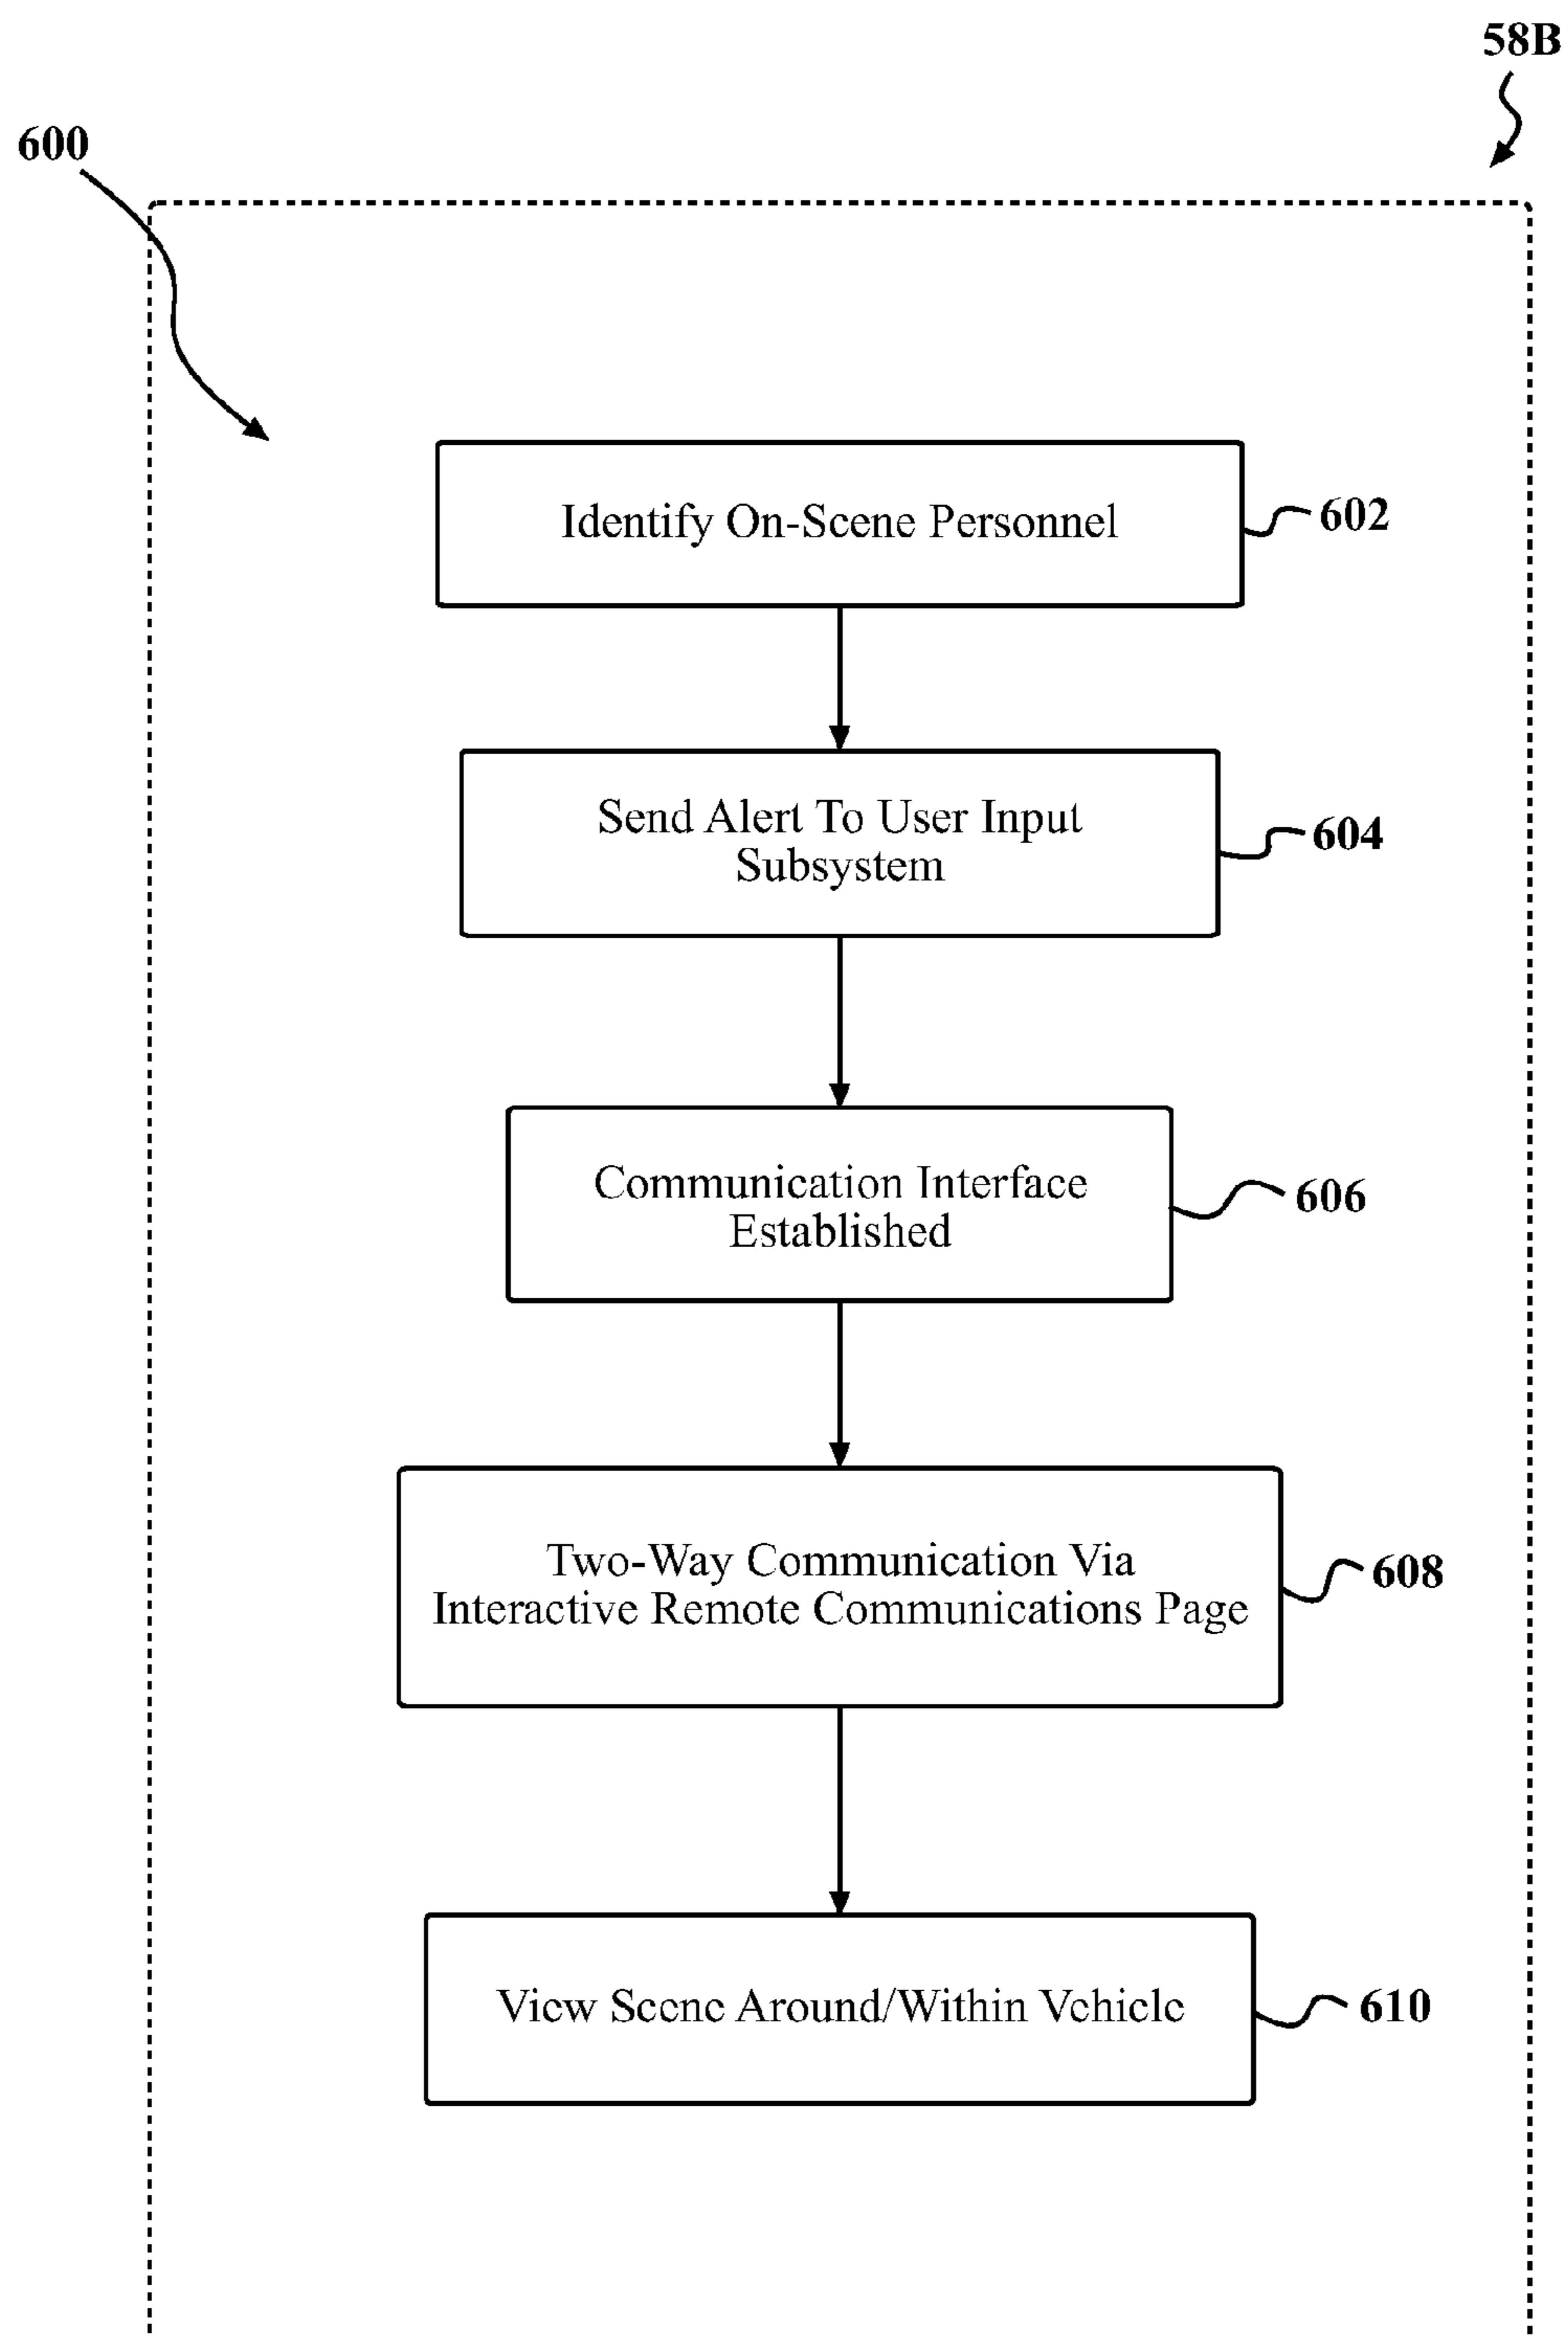 58B
600
Identify On-Scene Personnel
602
Send Alert To User Input
Subsystem
604
Communication Interface
Established
606
Two-Way Communication Via
Interactive Remote Communications Page
608
View Scene Around/Within Vehicle
610